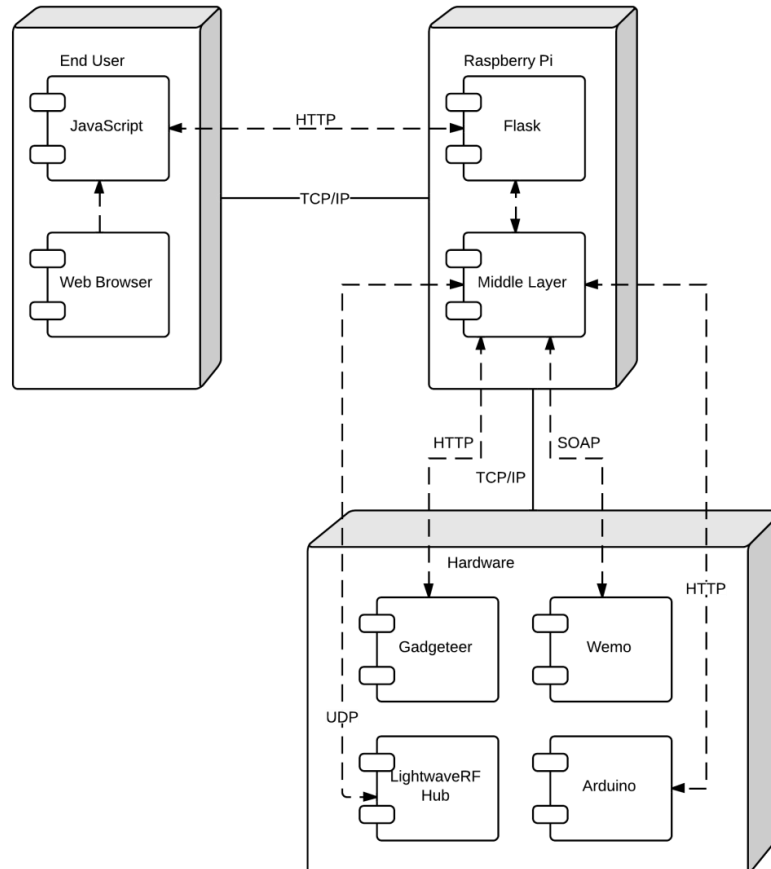 End User
Raspberry Pi
JavaScript
HTTP
Flask
TCP/IP
Web Browser
Middle Layer
HTTP
SOAP
TCP/IP
Hardware
HTTP
Gadgeteer
Wemo
UDP
LightwaveRF
Hub
Arduino